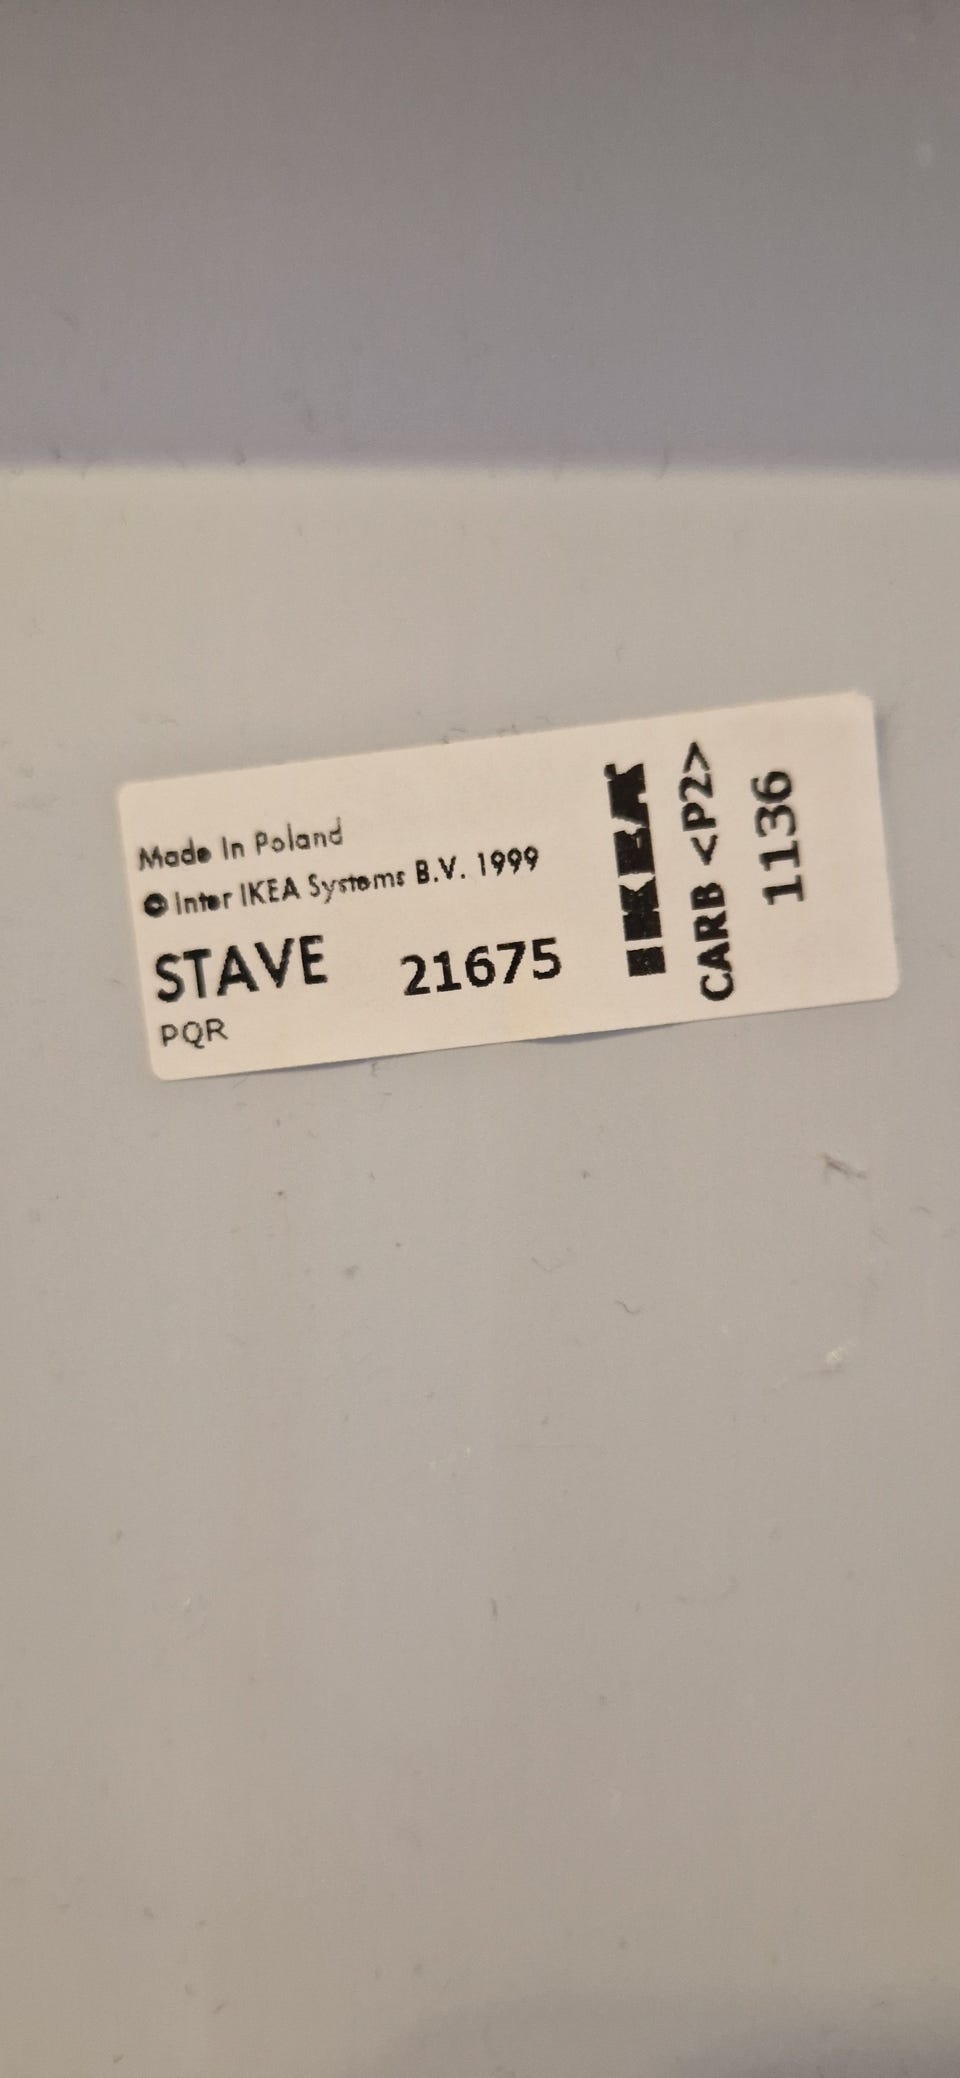 Made In Poland
© Inter IKEA Systems B.V. 1999
STAVE 21675
PQR
IKEA
CARB <P2>
1136